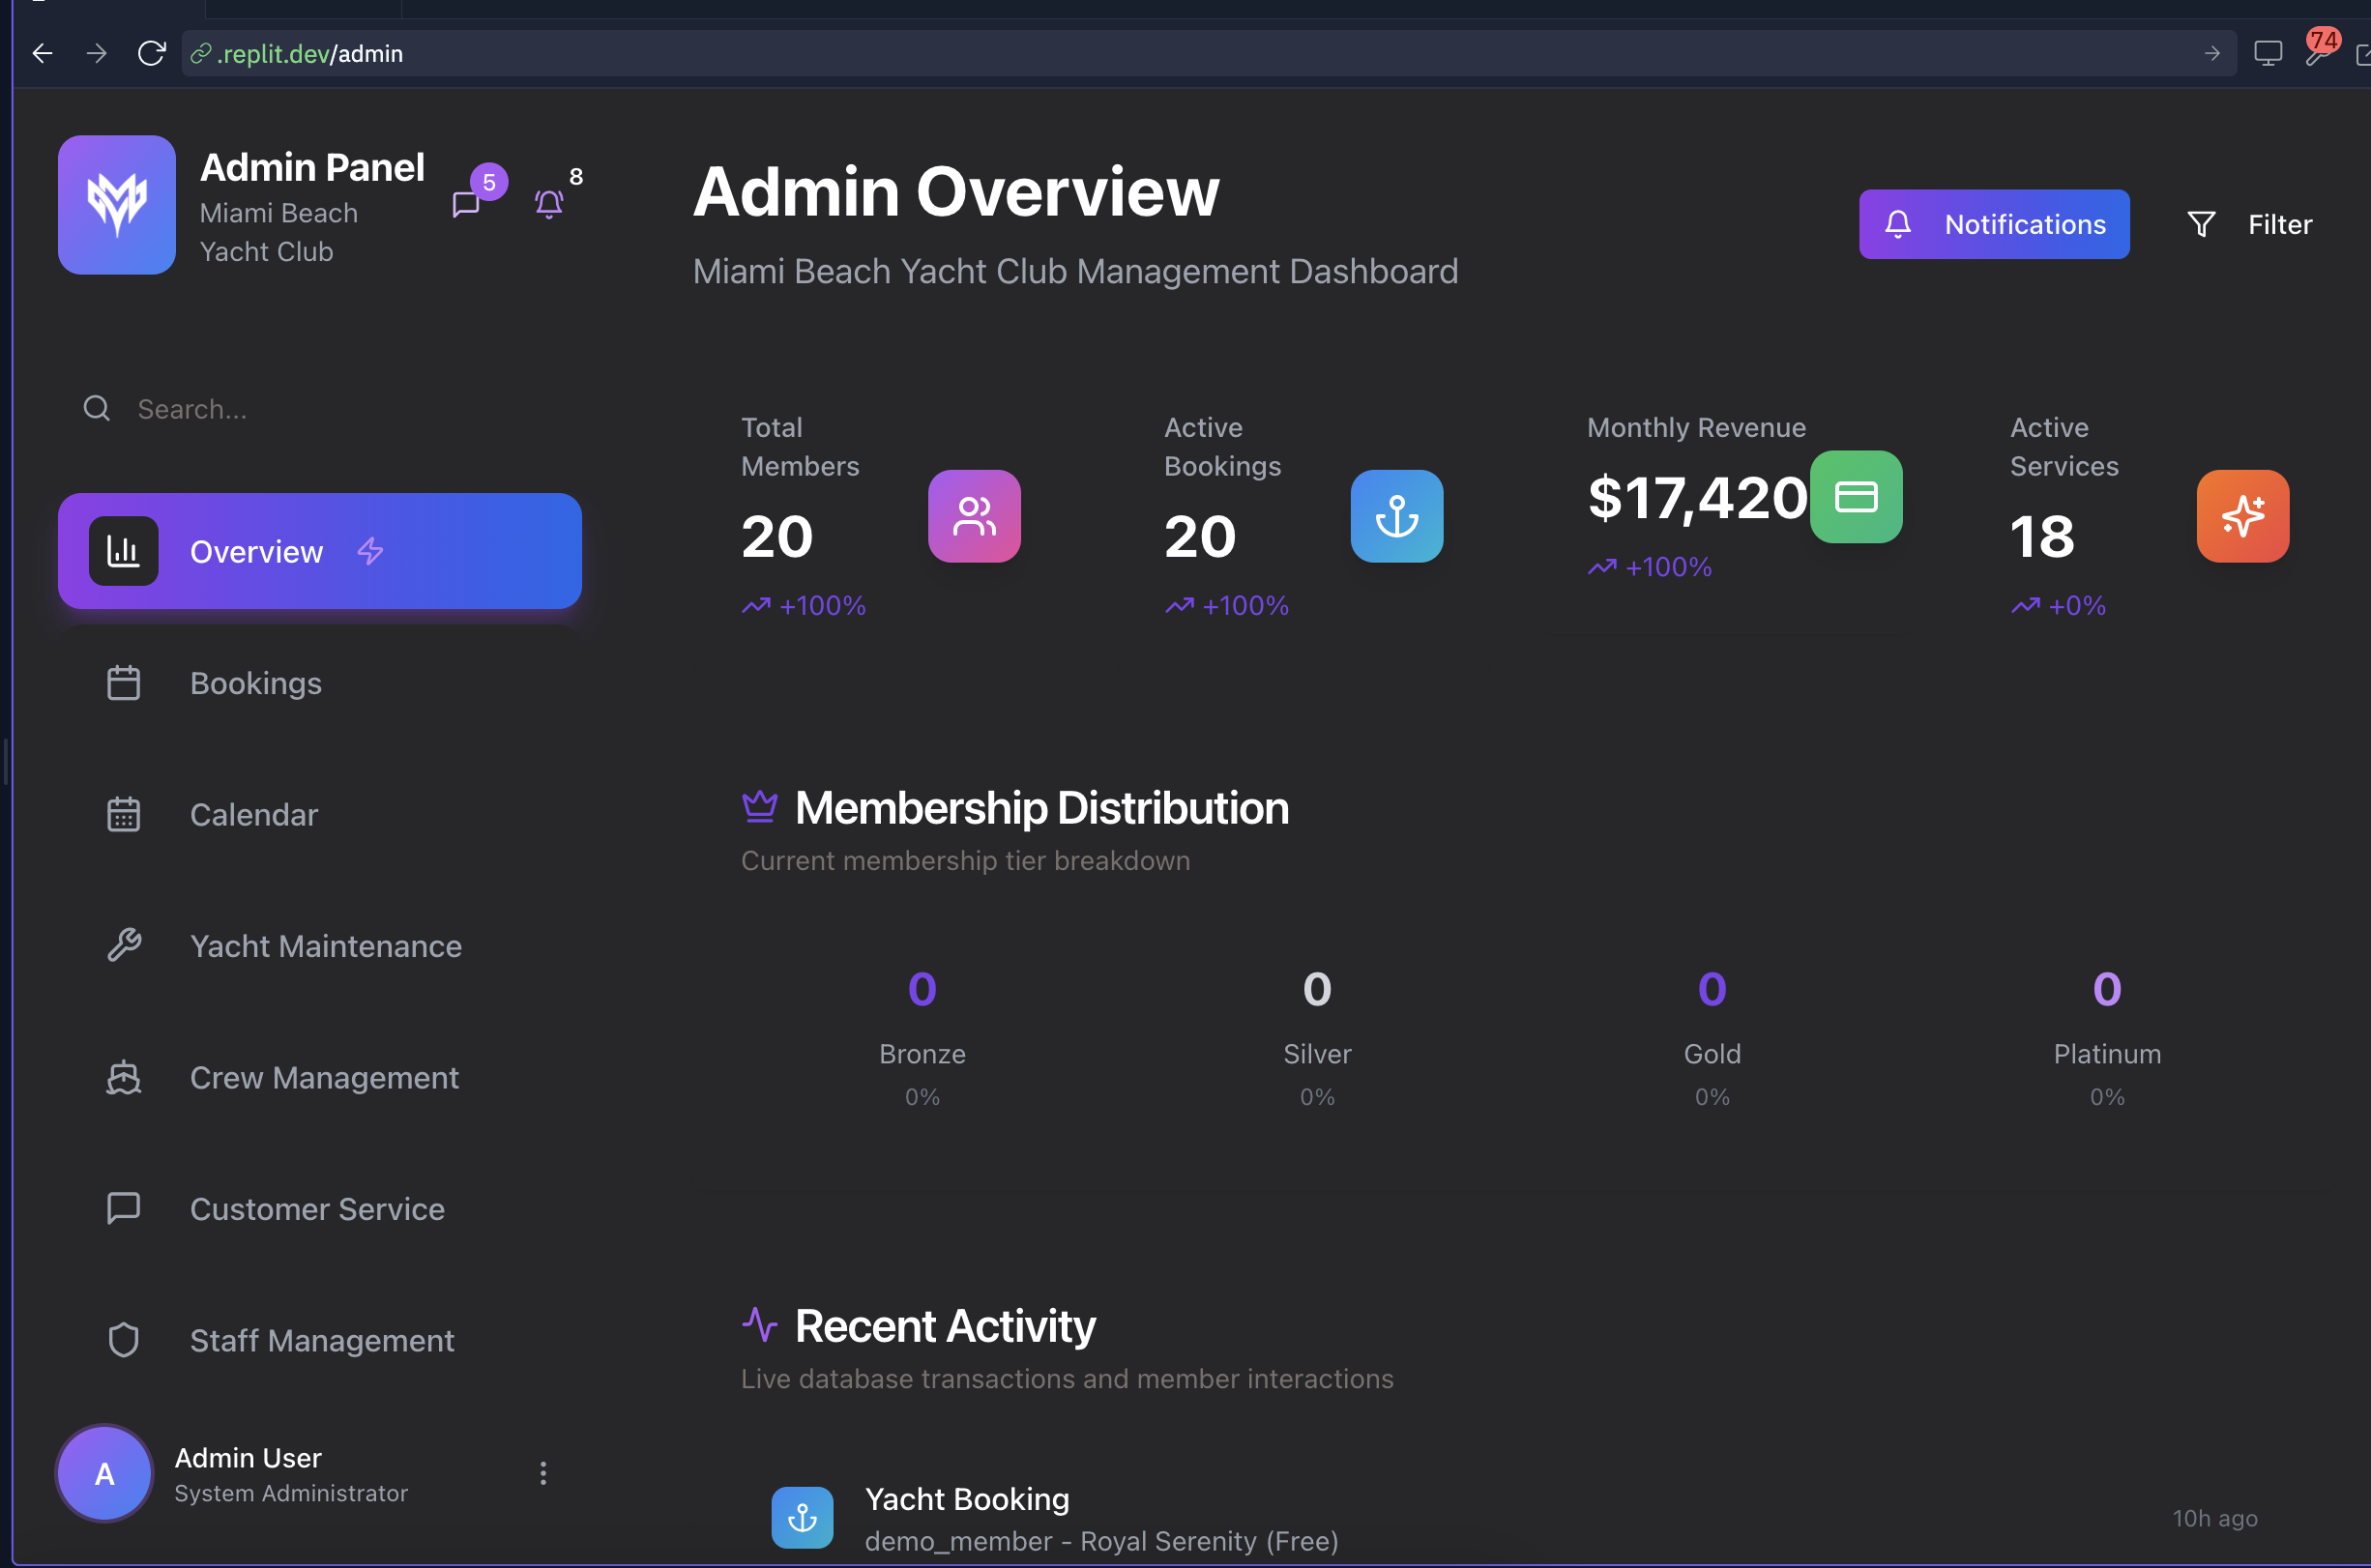 .replit.dev/admin
74
Admin Panel
Miami Beach
Yacht Club
5
8
Search...
Overview
Bookings
Calendar
Yacht Maintenance
Crew Management
Customer Service
Staff Management
A
Admin User
System Administrator
Admin Overview
Miami Beach Yacht Club Management Dashboard
Notifications
Filter
Total
Members
20
+100%
Active
Bookings
20
+100%
Monthly Revenue
$17,420
+100%
Active
Services
18
+0%
Membership Distribution
Current membership tier breakdown
0
Bronze
0%
0
Silver
0%
0
Gold
0%
0
Platinum
0%
Recent Activity
Live database transactions and member interactions
Yacht Booking
demo_member - Royal Serenity (Free)
10h ago